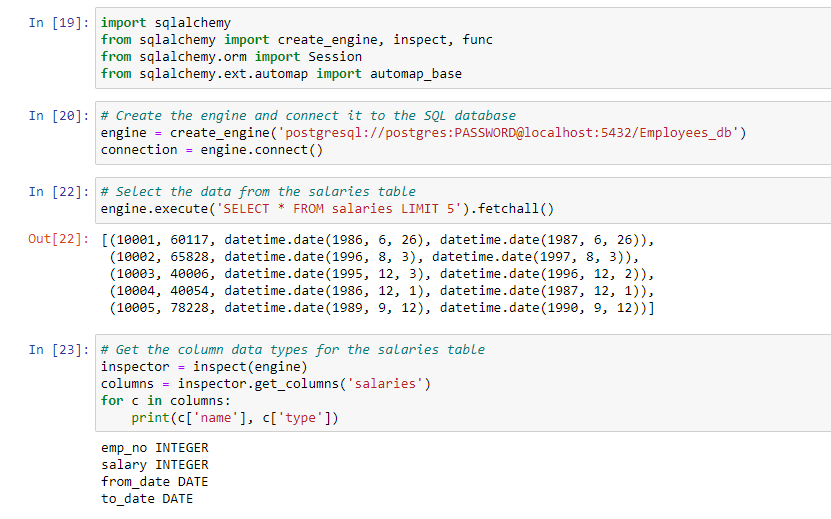 In [19]: import sqlalchemy
from sqlalchemy import create_engine, inspect, func
from sqlalchemy.orm import Session
from sqlalchemy.ext.automap import automap_base
In [20]: # Create the engine and connect it to the SQL database
engine = create_engine('postgresql://postgres:PASSWORD@localhost:5432/Employees_db')
connection = engine.connect()
In [22]: # Select the data from the salaries table
engine.execute('SELECT * FROM salaries LIMIT 5').fetchall()
Out[22]: [(10001, 60117, datetime.date(1986, 6, 26), datetime.date(1987, 6, 26)),
(10002, 65828, datetime.date(1996, 8, 3), datetime.date(1997, 8, 3)),
(10003, 40006, datetime.date(1995, 12, 3), datetime.date(1996, 12, 2)),
(10004, 40054, datetime.date(1986, 12, 1), datetime.date(1987, 12, 1)),
(10005, 78228, datetime.date(1989, 9, 12), datetime.date(1990, 9, 12))]
In [23]: # Get the column data types for the salaries table
inspector = inspect(engine)
columns = inspector.get_columns('salaries')
for c in columns:
    print(c['name'], c['type'])
emp_no INTEGER
salary INTEGER
from_date DATE
to_date DATE